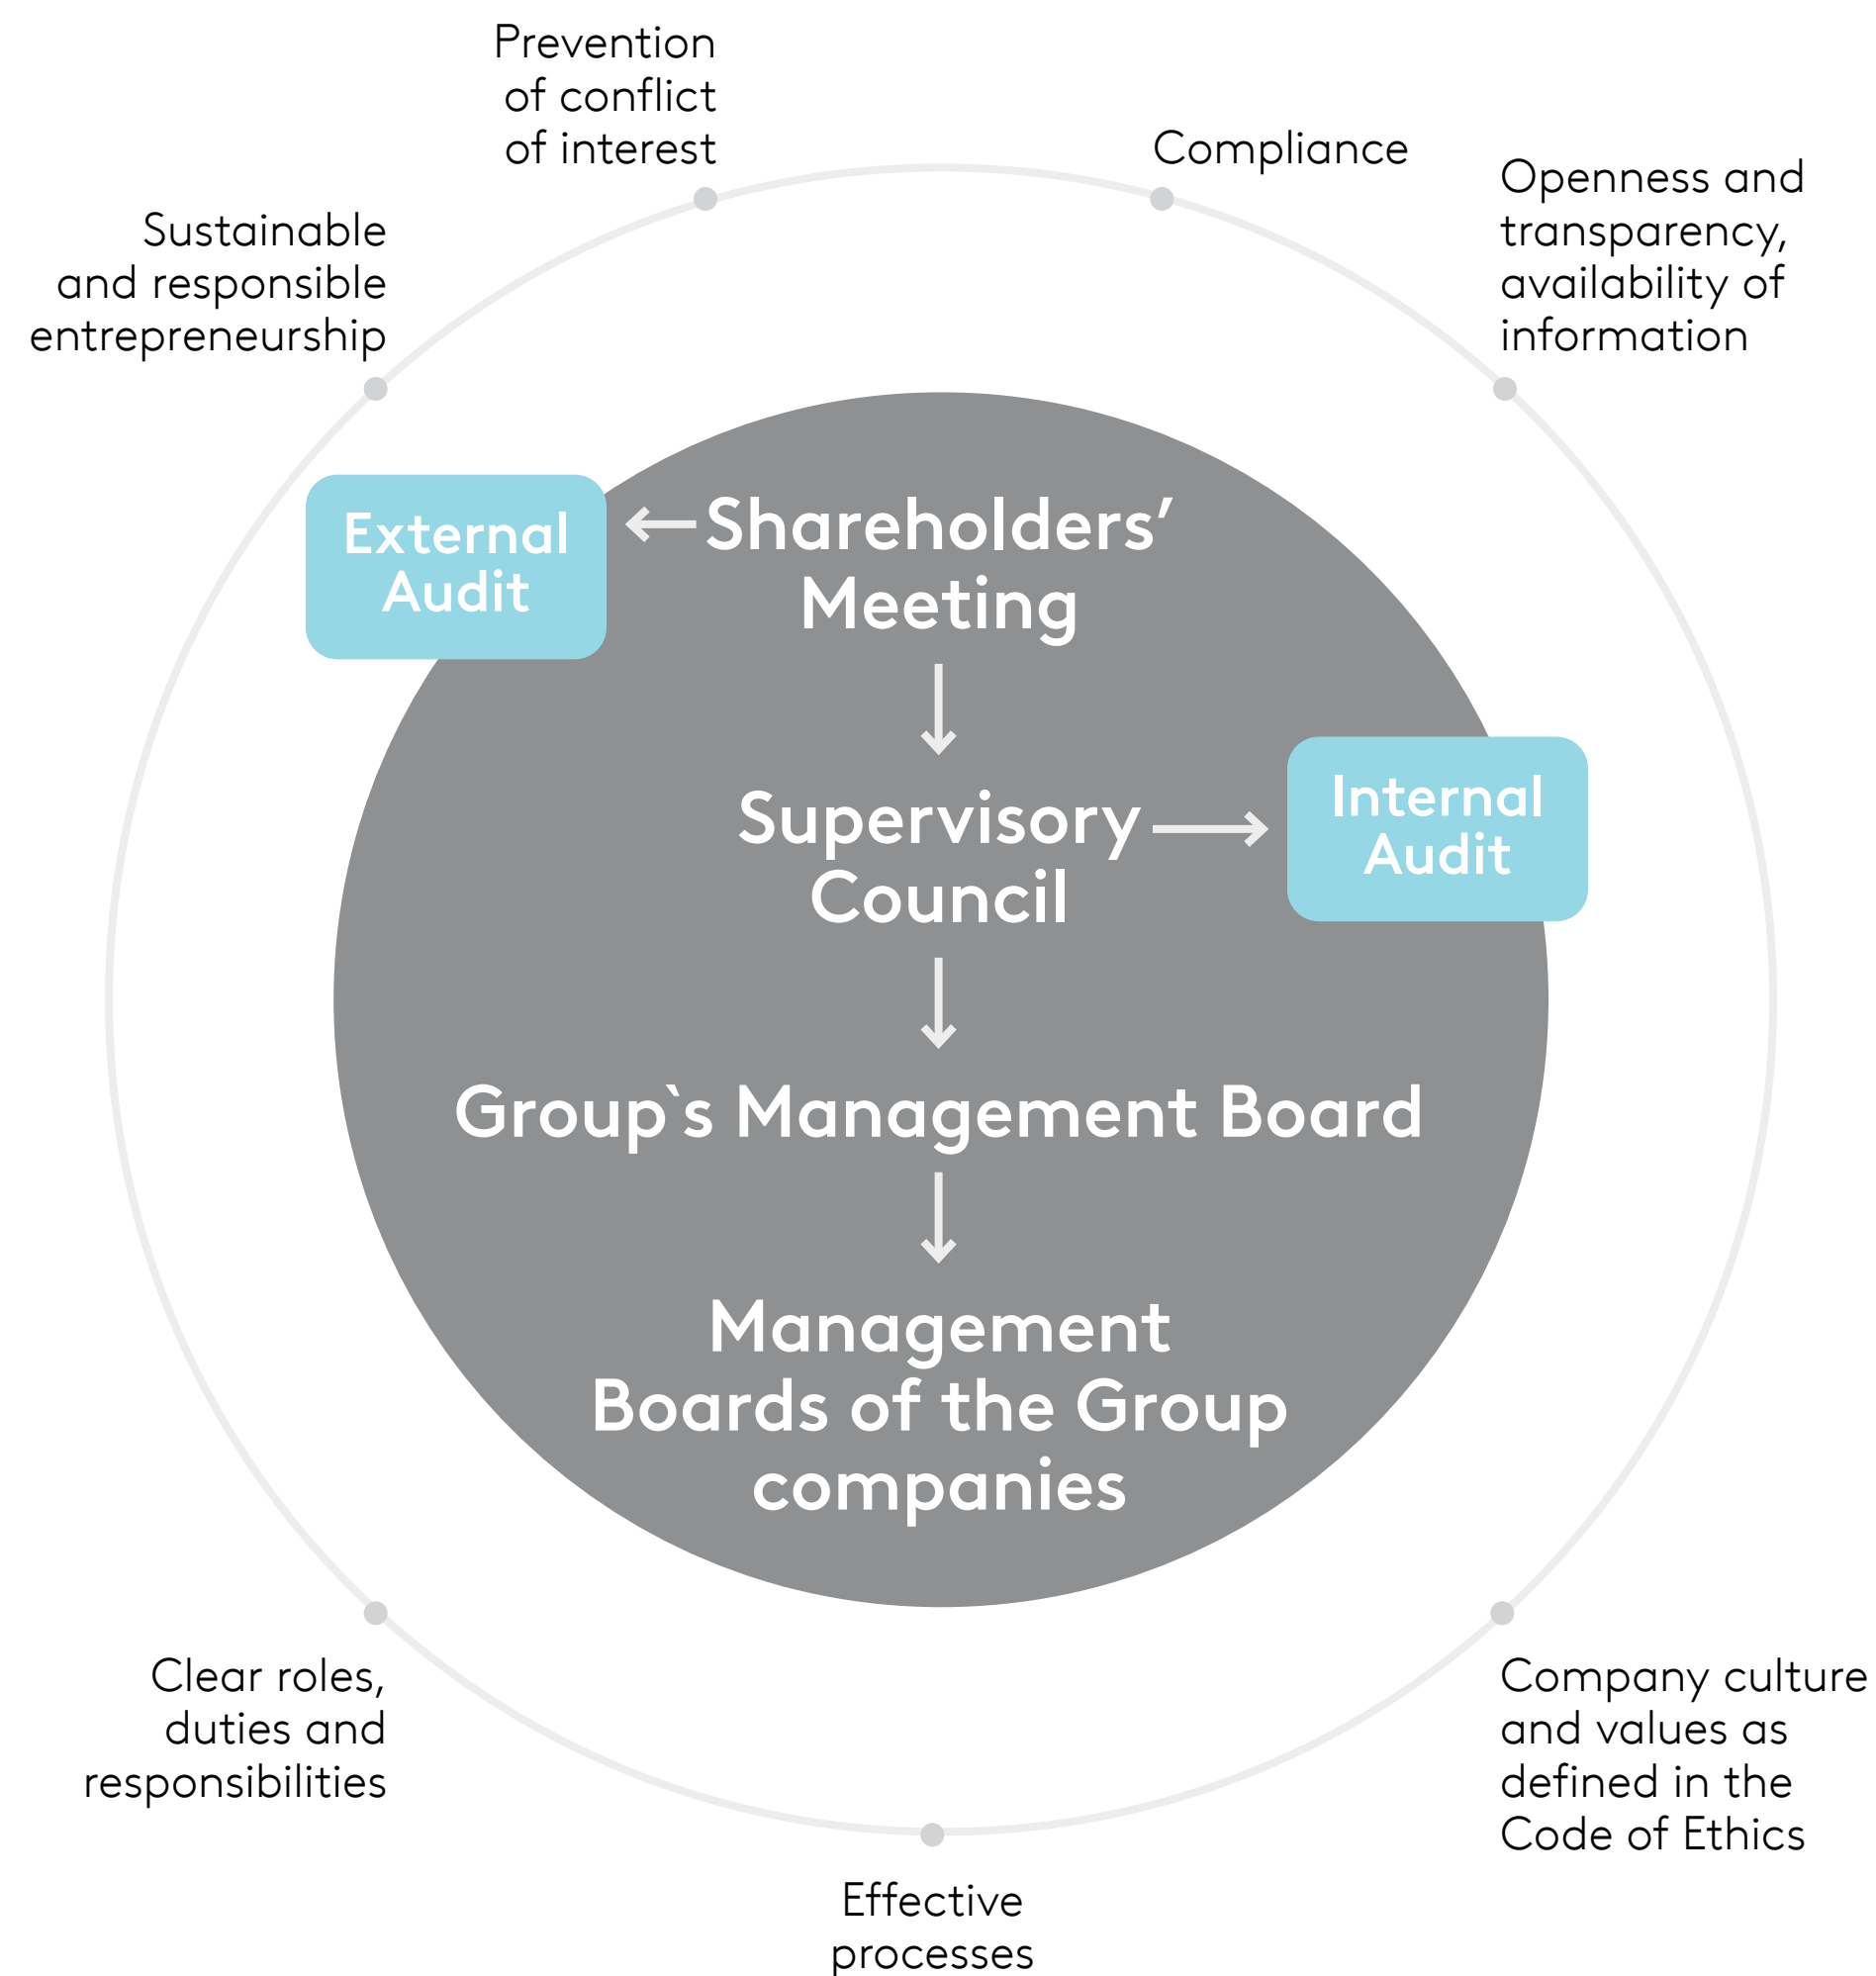 Prevention
of conflict
of interest
Compliance
Openness and
transparency,
availability of
information
Sustainable
and responsible
entrepreneurship
External
Audit
Shareholders’
Meeting
Supervisory
Council
Internal
Audit
Group`s Management Board
Management
Boards of the Group
companies
Clear roles,
duties and
responsibilities
Company culture
and values as
defined in the
Code of Ethics
Effective
processes